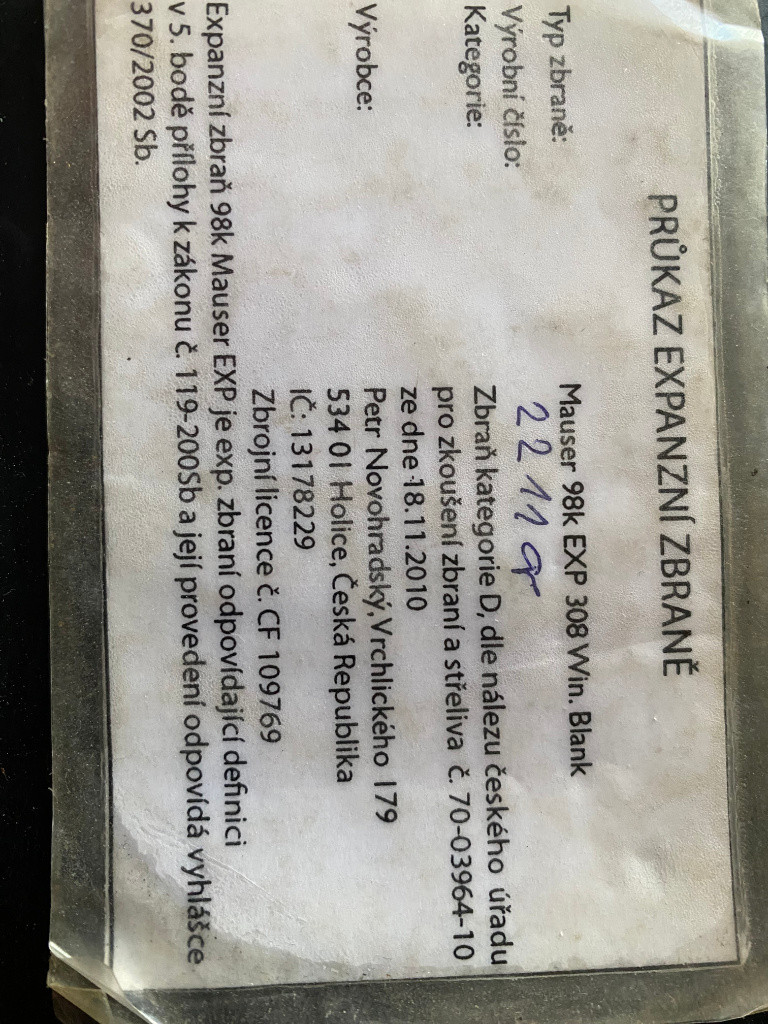 PRŮKAZ EXPANZNÍ ZBRANĚ
Typ zbraně: Mauser 98k EXP 308 Win. Blank
Výrobní číslo: 2211
Kategorie: Zbraň kategorie D, dle nálezu českého úřadu
pro zkoušení zbraní a střeliva č. 70-03964-10
ze dne 18.11.2010
Výrobce: Petr Novohradský, Vrchlického 179
534 01 Holice, Česká Republika
IČ: 13178229
Zbrojní licence č. CF 109769
Expanzní zbraň 98k Mauser EXP je exp. zbraní odpovídající definici
v 5. bodě přílohy k zákonu č. 119-200Sb a její provedení odpovídá vyhlášce
370/2002 Sb.